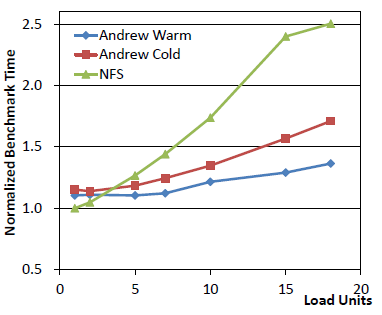 2.5
2.0
1.5
1.0
0.5
Normalized Benchmark Time
Andrew Warm
Andrew Cold
NFS
0 5 10 15 20
Load Units